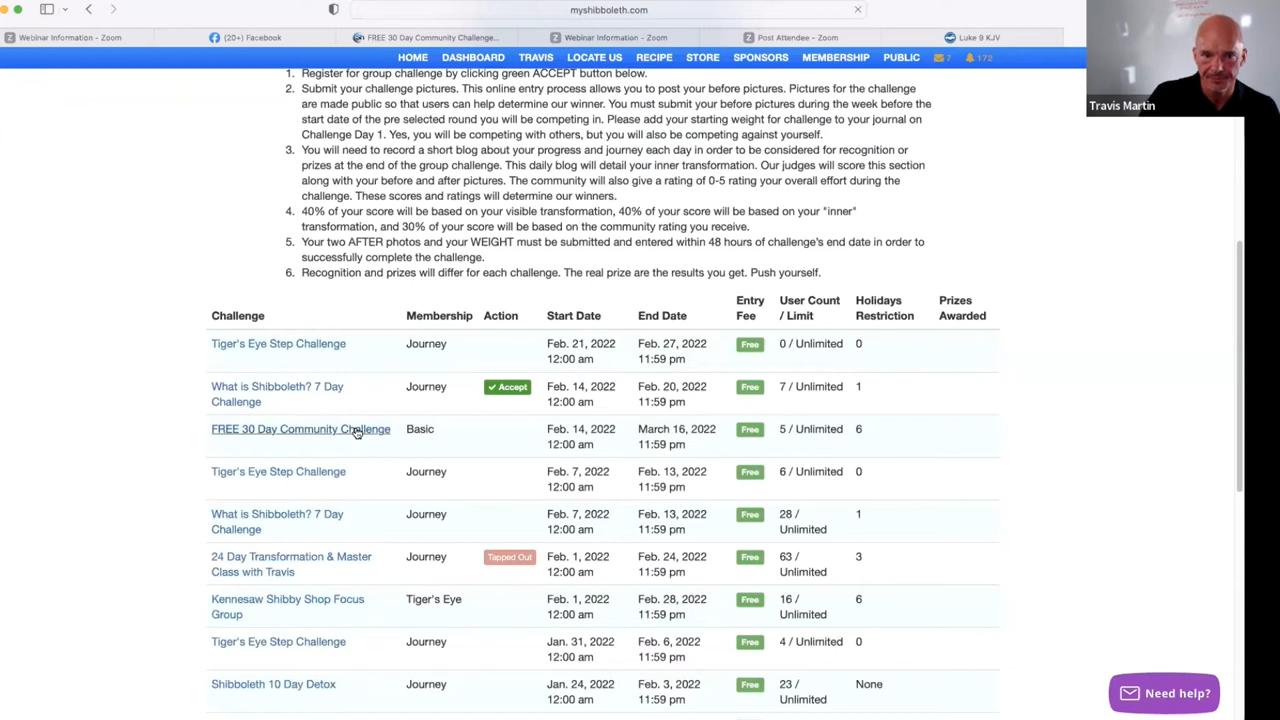 myshibboleth.com
Webinar Information - Zoom
(20+) Facebook
FREE 30 Day Community Challenge...
Webinar Information - Zoom
Post Attendee - Zoom
Luke 9 KJV
HOME DASHBOARD TRAVIS LOCATE US RECIPE STORE SPONSORS MEMBERSHIP PUBLIC 7 172
Travis Martin
1. Register for group challenge by clicking green ACCEPT button below.
2. Submit your challenge pictures. This online entry process allows you to post your before pictures. Pictures for the challenge
are made public so that users can help determine our winner. You must submit your before pictures during the week before the
start date of the pre selected round you will be competing in. Please add your starting weight for challenge to your journal on
Challenge Day 1. Yes, you will be competing with others, but you will also be competing against yourself.
3. You will need to record a short blog about your progress and journey each day in order to be considered for recognition or
prizes at the end of the group challenge. This daily blog will detail your inner transformation. Our judges will score this section
along with your before and after pictures. The community will also give a rating of 0-5 rating your overall effort during the
challenge. These scores and ratings will determine our winners.
4. 40% of your score will be based on your visible transformation, 40% of your score will be based on your "inner"
transformation, and 30% of your score will be based on the community rating you receive.
5. Your two AFTER photos and your WEIGHT must be submitted and entered within 48 hours of challenge's end date in order to
successfully complete the challenge.
6. Recognition and prizes will differ for each challenge. The real prize are the results you get. Push yourself.
Entry User Count Holidays Prizes
Challenge Membership Action Start Date End Date Fee / Limit Restriction Awarded
Tiger's Eye Step Challenge Journey Feb. 21, 2022 Feb. 27, 2022 Free 0 / Unlimited 0
12:00 am 11:59 pm
What is Shibboleth? 7 Day Journey Accept Feb. 14, 2022 Feb. 20, 2022 Free 7 / Unlimited 1
Challenge 12:00 am 11:59 pm
FREE 30 Day Community Challenge Basic Feb. 14, 2022 March 16, 2022 Free 5 / Unlimited 6
12:00 am 11:59 pm
Tiger's Eye Step Challenge Journey Feb. 7, 2022 Feb. 13, 2022 Free 6 / Unlimited 0
12:00 am 11:59 pm
What is Shibboleth? 7 Day Journey Feb. 7, 2022 Feb. 13, 2022 Free 28 / 1
Challenge 12:00 am 11:59 pm Unlimited
24 Day Transformation & Master Journey Tapped Out Feb. 1, 2022 Feb. 24, 2022 Free 63 / 3
Class with Travis 12:00 am 11:59 pm Unlimited
Kennesaw Shibby Shop Focus Tiger's Eye Feb. 1, 2022 Feb. 28, 2022 Free 16 / 6
Group 12:00 am 11:59 pm Unlimited
Tiger's Eye Step Challenge Journey Jan. 31, 2022 Feb. 6, 2022 Free 4 / Unlimited 0
12:00 am 11:59 pm
Shibboleth 10 Day Detox Journey Jan. 24, 2022 Feb. 3, 2022 Free 23 / None
12:00 am 11:59 pm Unlimited
Need help?